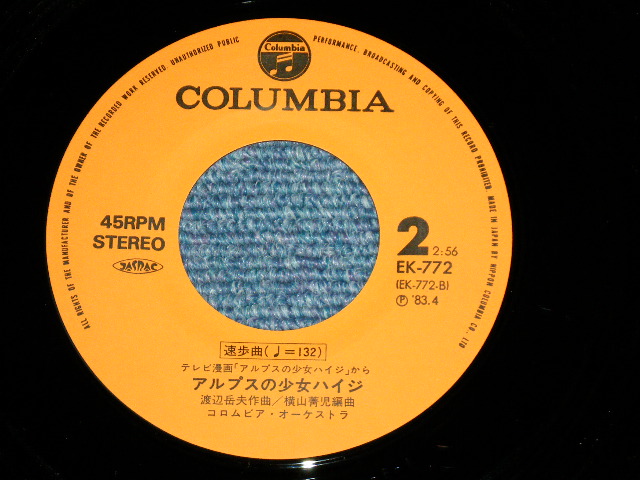 ALL RIGHTS OF THE MANUFACTURER AND OF THE OWNER OF THE RECORDED WORK RESERVED. UNAUTHORIZED PUBLIC PERFORMANCE, BROADCASTING AND COPYING OF THIS RECORD PROHIBITED. MADE IN JAPAN BY NIPPON COLUMBIA CO., LTD
Columbia
COLUMBIA
45RPM
STEREO
JASRAC
2 2:56
EK-772
(EK-772-B)
Ⓟ '83.4
速歩曲(♩=132)
テレビ漫画「アルプスの少女ハイジ」から
アルプスの少女ハイジ
渡辺岳夫作曲/横山菁児編曲
コロムビア・オーケストラ